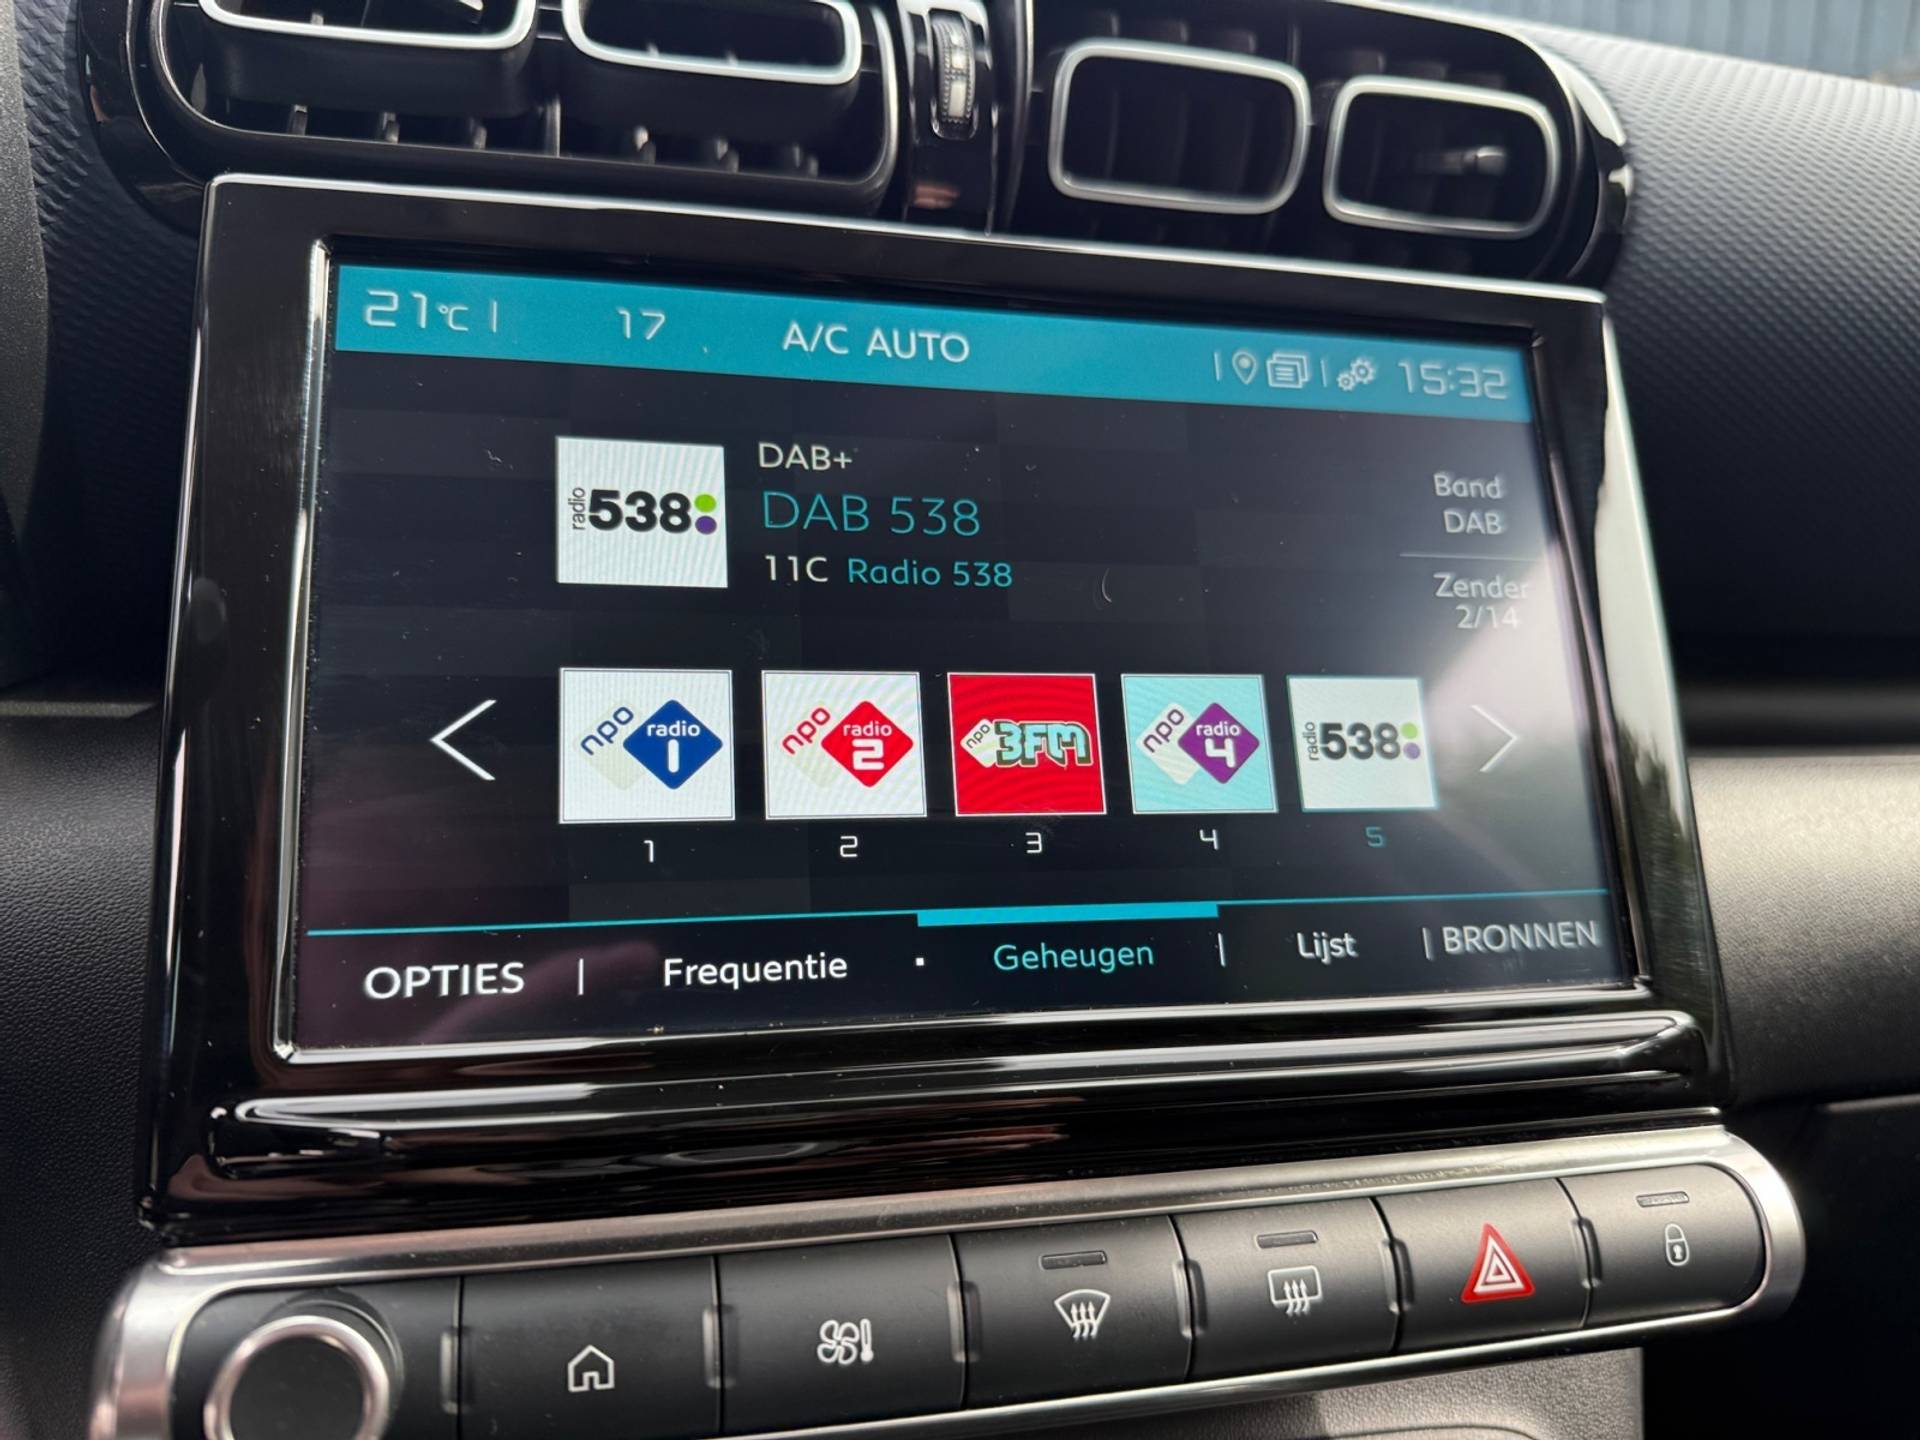 21°C | 17 A/C AUTO 15:32
DAB+
radio 538
DAB 538
11C Radio 538
Band
DAB
Zender
2/14
npo radio 1
npo radio 2
npo 3FM
npo radio 4
radio 538
1 2 3 4 5
OPTIES | Frequentie · Geheugen | Lijst | BRONNEN